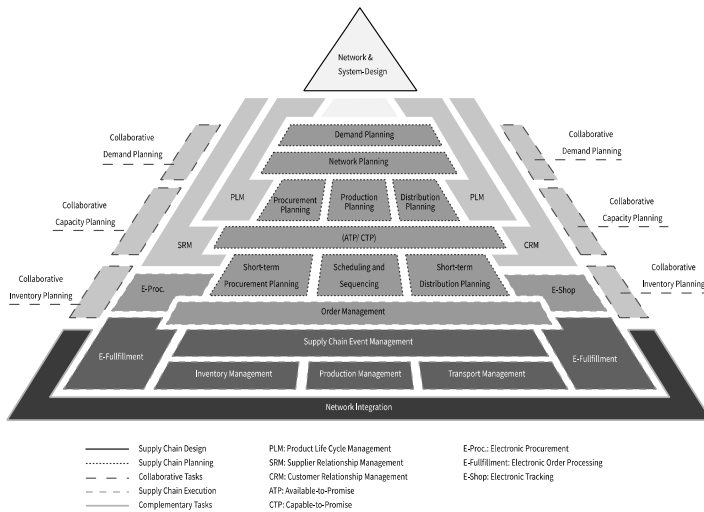 Network &
System-Design
Demand Planning
Network Planning
PLM
Procurement
Planning
Production
Planning
Distribution
Planning
PLM
SRM
(ATP/ CTP)
CRM
Short-term
Procurement Planning
Scheduling and
Sequencing
Short-term
Distribution Planning
E-Proc.
E-Shop
Order Management
E-Fullfillment
Supply Chain Event Management
E-Fullfillment
Inventory Management
Production Management
Transport Management
Network Integration
Collaborative
Demand Planning
Collaborative
Capacity Planning
Collaborative
Inventory Planning
Collaborative
Demand Planning
Collaborative
Capacity Planning
Collaborative
Inventory Planning
Supply Chain Design
Supply Chain Planning
Collaborative Tasks
Supply Chain Execution
Complementary Tasks
PLM: Product Life Cycle Management
SRM: Supplier Relationship Management
CRM: Customer Relationship Management
ATP: Available-to-Promise
CTP: Capable-to-Promise
E-Proc.: Electronic Procurement
E-Fullfillment: Electronic Order Processing
E-Shop: Electronic Tracking